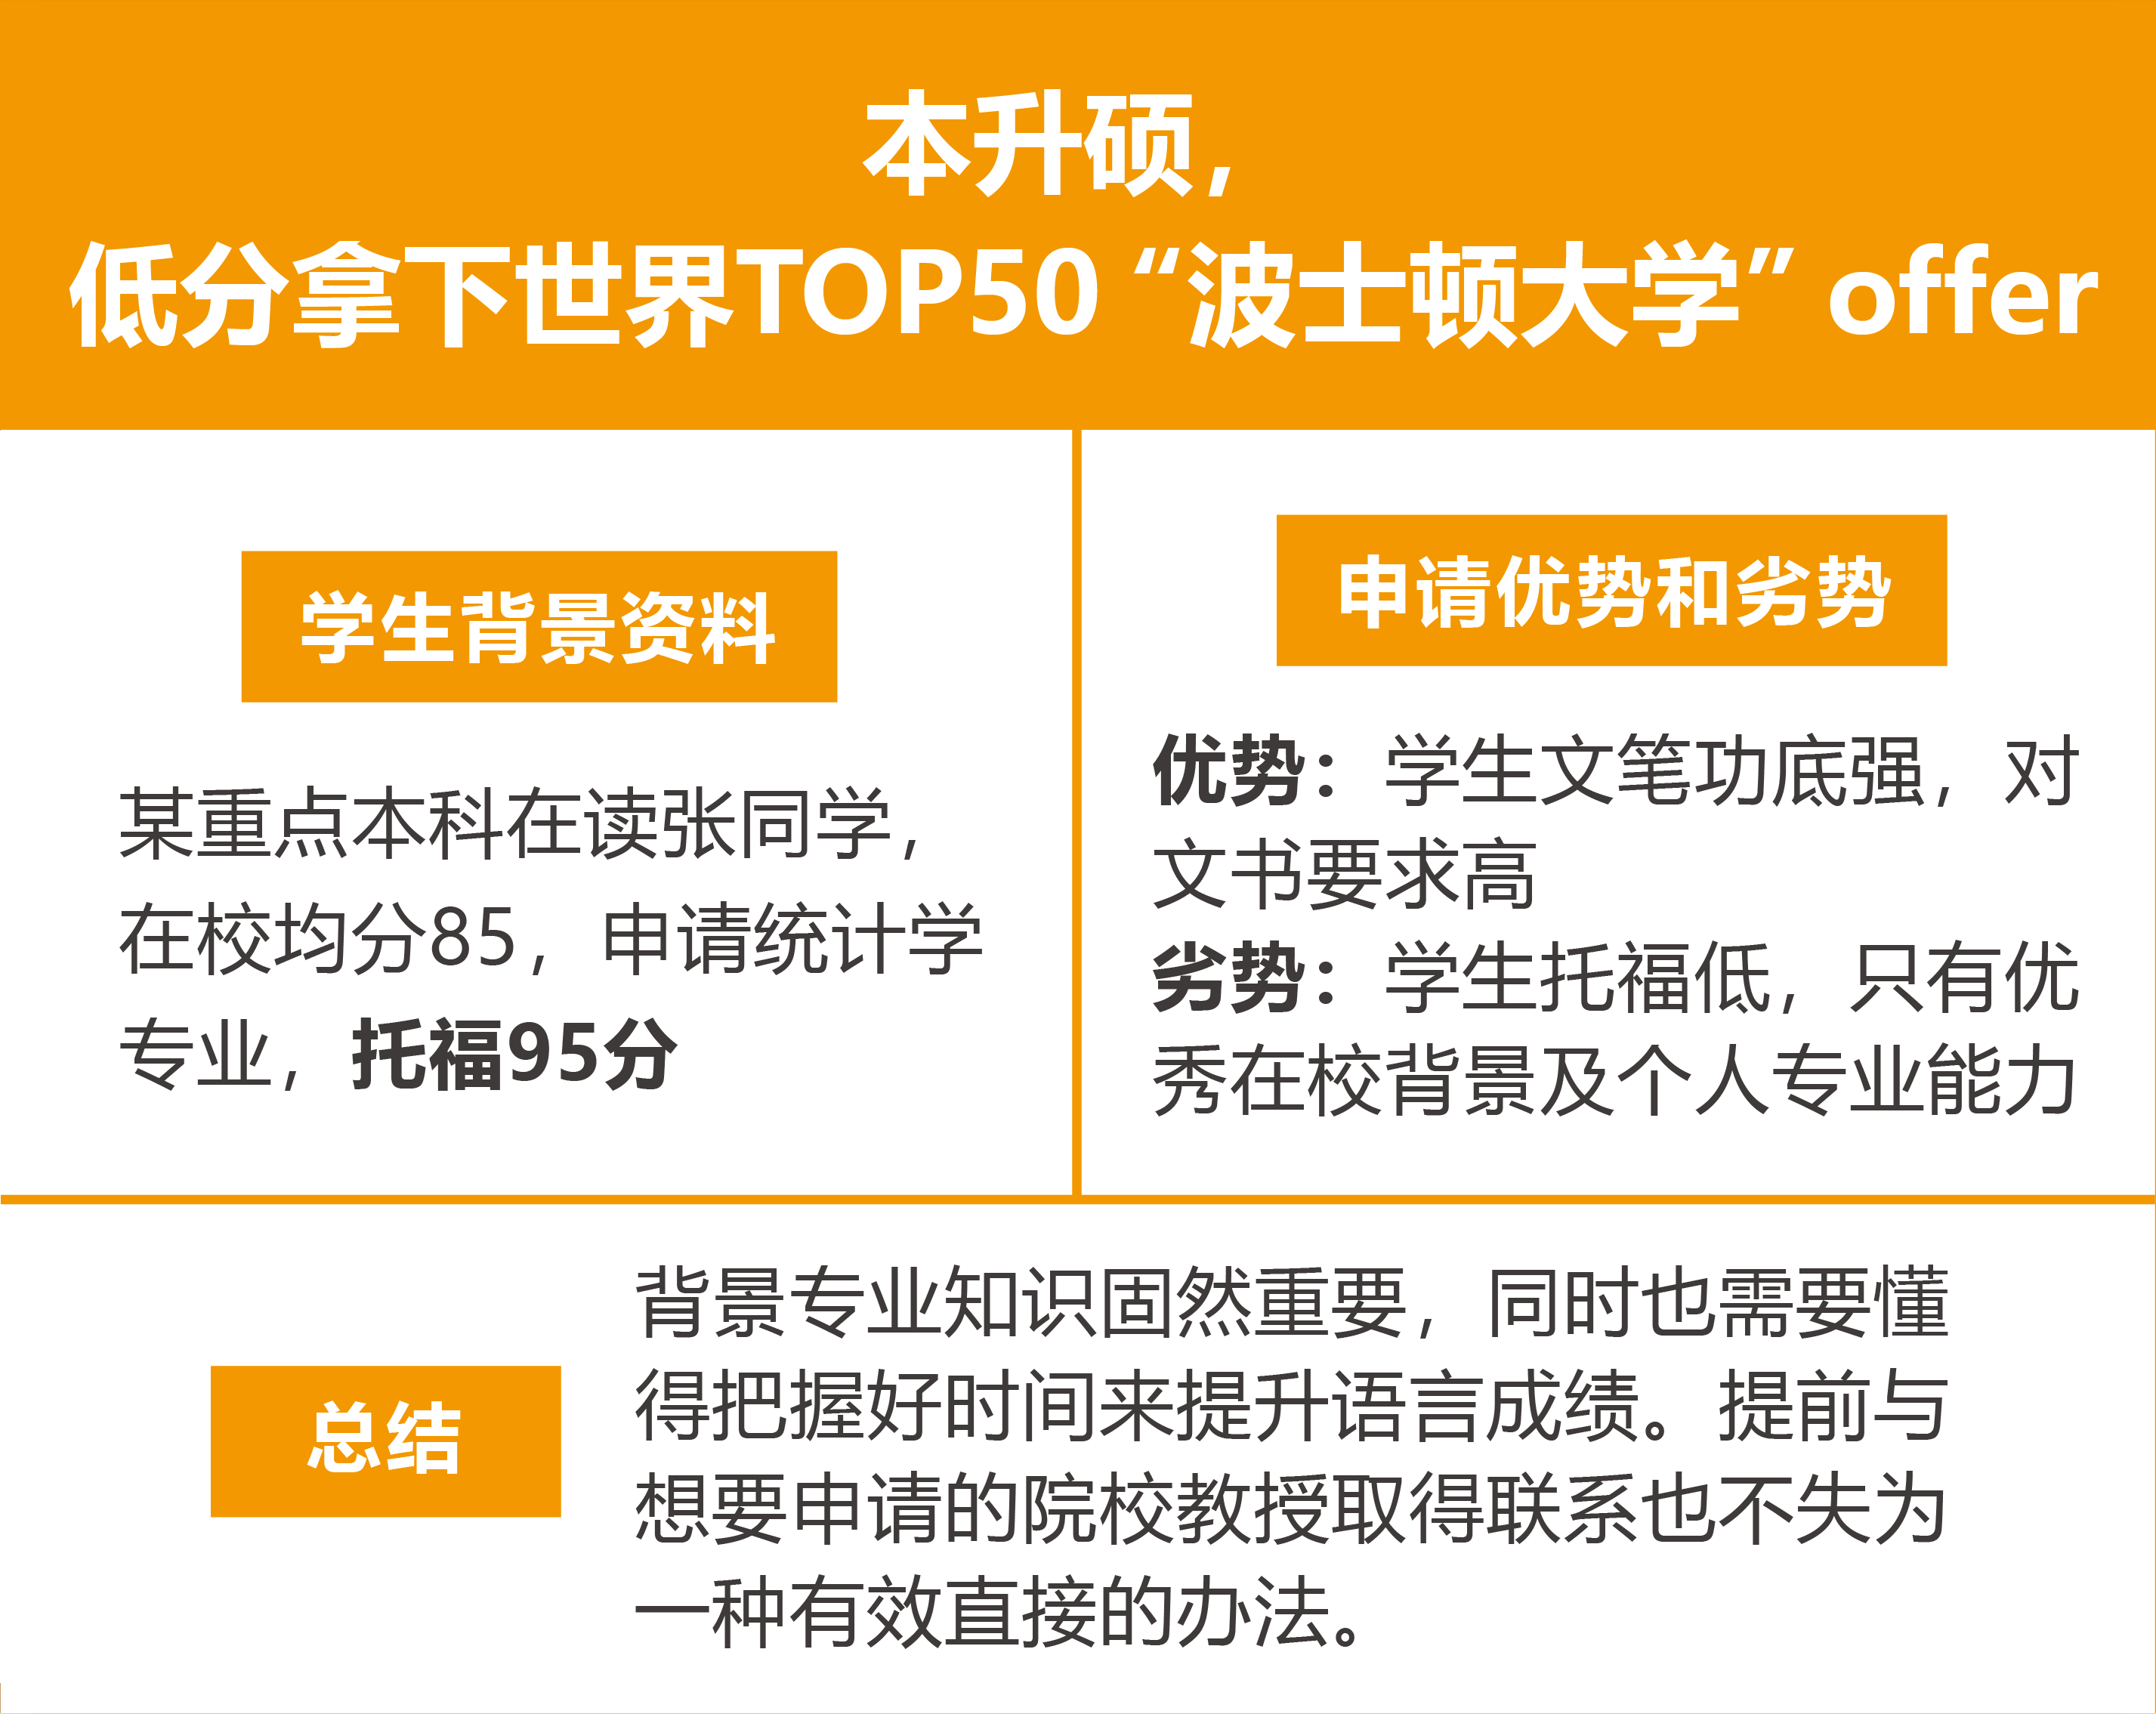 本升硕，
低分拿下世界TOP50 “波士顿大学” offer
学生背景资料
某重点本科在读张同学，
在校均分85，申请统计学
专业，托福95分
申请优势和劣势
优势：学生文笔功底强，对
文书要求高
劣势：学生托福低，只有优
秀在校背景及个人专业能力
总结
背景专业知识固然重要，同时也需要懂
得把握好时间来提升语言成绩。提前与
想要申请的院校教授取得联系也不失为
一种有效直接的办法。